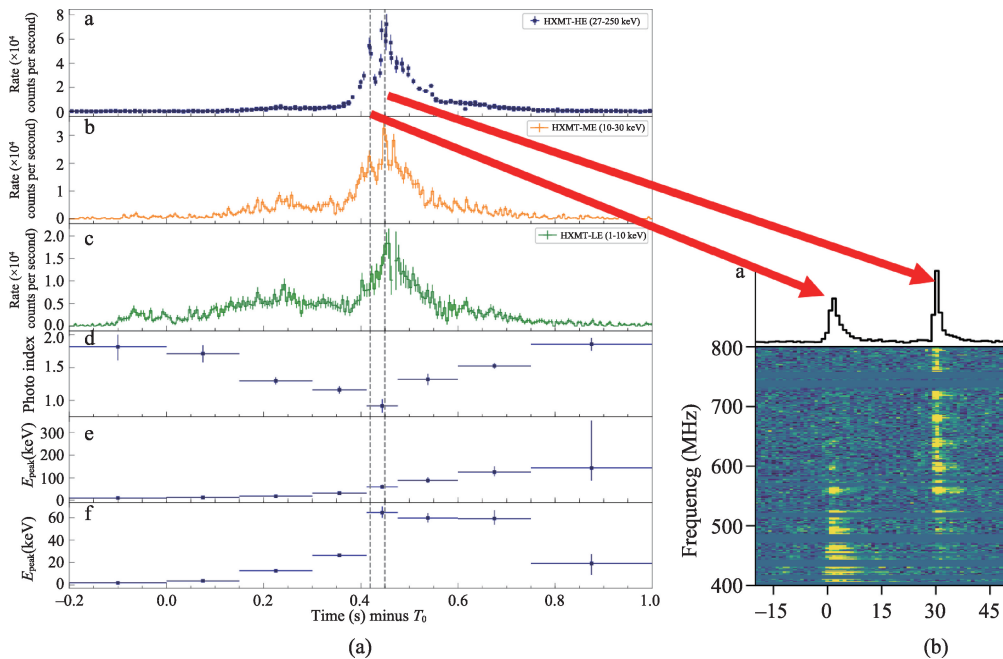 a
HXMT-HE (27-250 keV)
Rate (×10⁴
counts per second)
8
6
4
2
0
b
HXMT-ME (10-30 keV)
Rate (×10⁴
counts per second)
3
2
1
0
c
HXMT-LE (1-10 keV)
Rate (×10⁴
counts per second)
2.0
1.5
1.0
0.5
0.0
d
Photo index
2.0
1.5
1.0
e
Epeak(keV)
300
200
100
0
f
Epeak(keV)
60
40
20
0
−0.2 0.0 0.2 0.4 0.6 0.8 1.0
Time (s) minus T₀
(a)
a
800
700
600
500
400
Frequencg (MHz)
−15 0 15 30 45
(b)